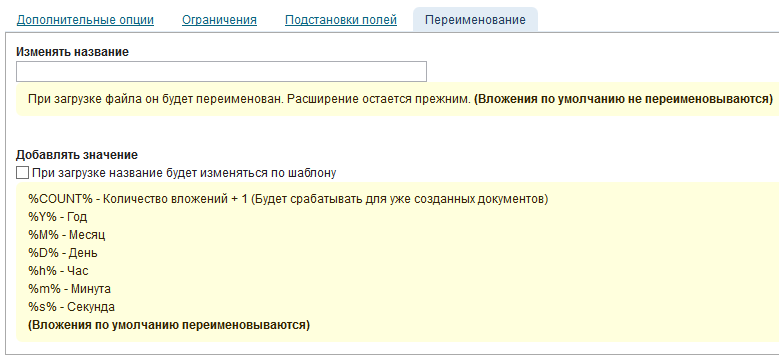 Дополнительные опции Ограничения Подстановки полей Переименование
Изменять название
При загрузке файла он будет переименован. Расширение остается прежним. (Вложения по умолчанию не переименовываются)
Добавлять значение
При загрузке название будет изменяться по шаблону
%COUNT% - Количество вложений + 1 (Будет срабатывать для уже созданных документов)
%Y% - Год
%M% - Месяц
%D% - День
%h% - Час
%m% - Минута
%s% - Секунда
(Вложения по умолчанию переименовываются)